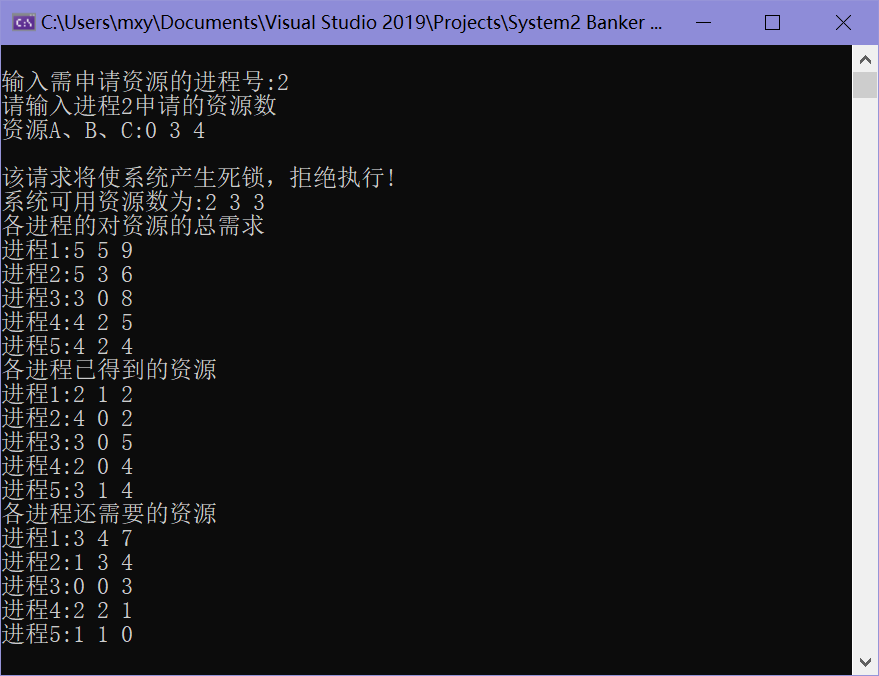 C:\Users\mxy\Documents\Visual Studio 2019\Projects\System2 Banker ...
输入需申请资源的进程号:2
请输入进程2申请的资源数
资源A、B、C:0 3 4
该请求将使系统产生死锁，拒绝执行!
系统可用资源数为:2 3 3
各进程的对资源的总需求
进程1:5 5 9
进程2:5 3 6
进程3:3 0 8
进程4:4 2 5
进程5:4 2 4
各进程已得到的资源
进程1:2 1 2
进程2:4 0 2
进程3:3 0 5
进程4:2 0 4
进程5:3 1 4
各进程还需要的资源
进程1:3 4 7
进程2:1 3 4
进程3:0 0 3
进程4:2 2 1
进程5:1 1 0